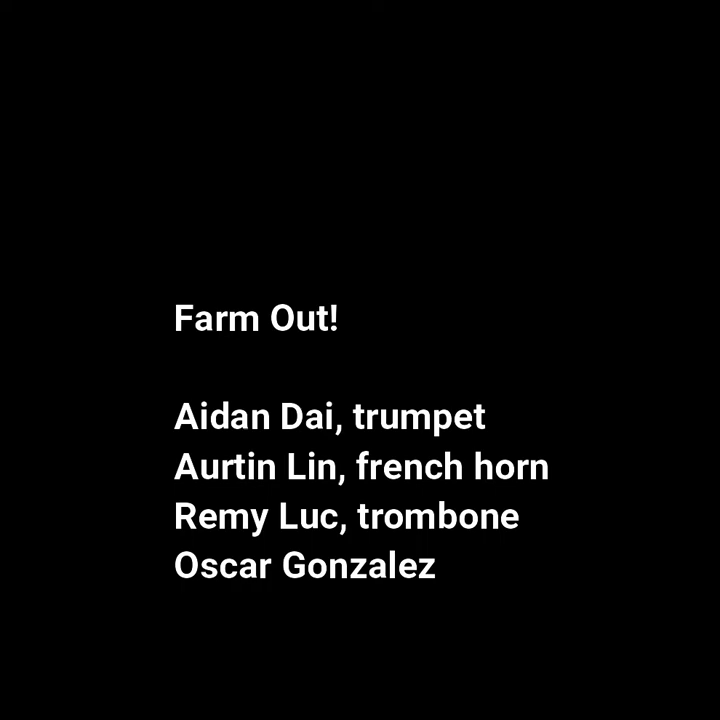 Farm Out!
Aidan Dai, trumpet
Aurtin Lin, french horn
Remy Luc, trombone
Oscar Gonzalez